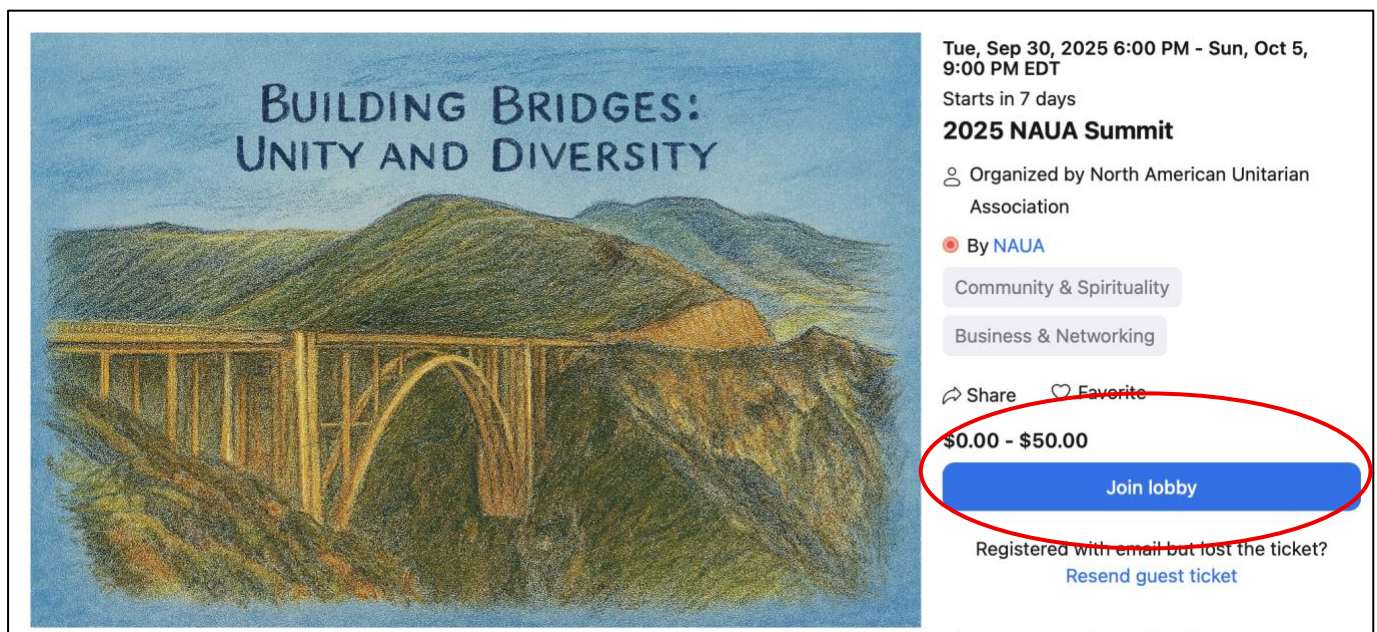 BUILDING BRIDGES:
UNITY AND DIVERSITY
Tue, Sep 30, 2025 6:00 PM - Sun, Oct 5,
9:00 PM EDT
Starts in 7 days
2025 NAUA Summit
Organized by North American Unitarian
Association
By NAUA
Community & Spirituality
Business & Networking
Share Favorite
$0.00 - $50.00
Join lobby
Registered with email but lost the ticket?
Resend guest ticket